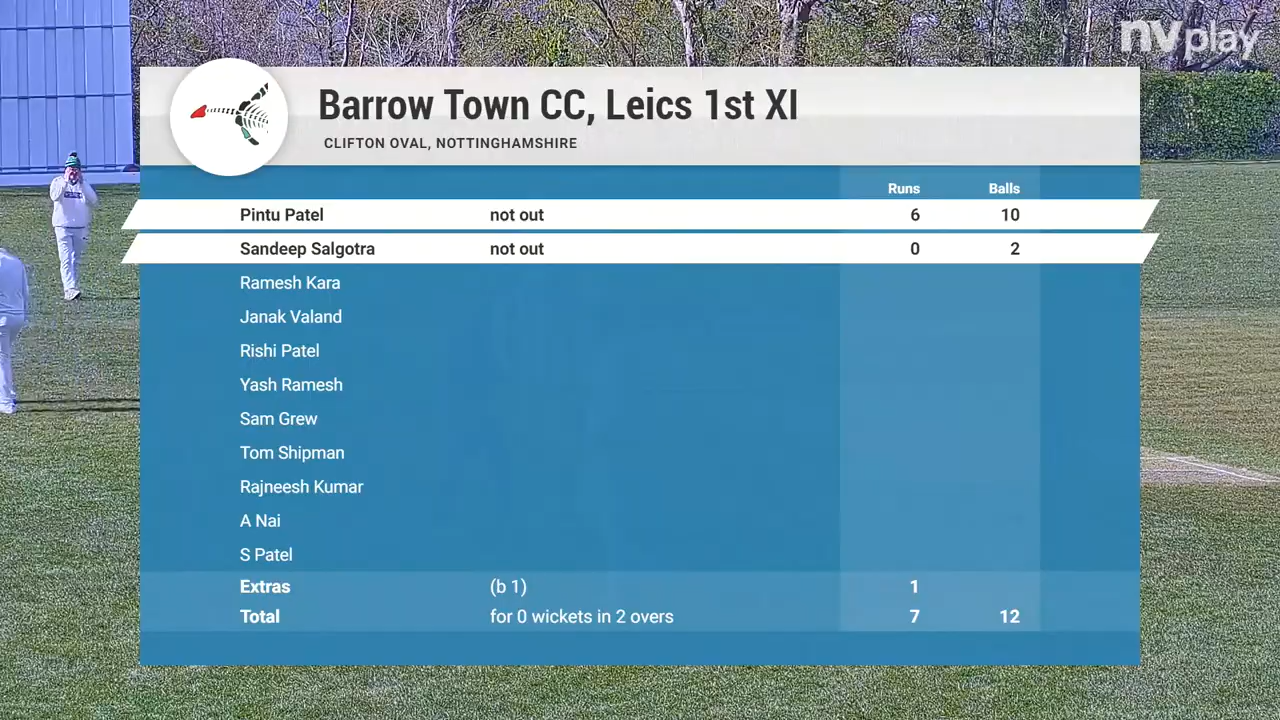 nvplay
Barrow Town CC, Leics 1st XI
CLIFTON OVAL, NOTTINGHAMSHIRE
Runs Balls
Pintu Patel not out 6 10
Sandeep Salgotra not out 0 2
Ramesh Kara
Janak Valand
Rishi Patel
Yash Ramesh
Sam Grew
Tom Shipman
Rajneesh Kumar
A Nai
S Patel
Extras (b 1) 1
Total for 0 wickets in 2 overs 7 12